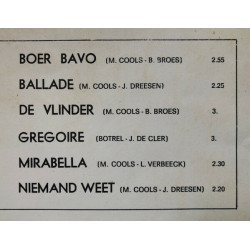 BOER BAVO (M. COOLS-B. BROES) 2.55
BALLADE (M. COOLS - J. DREESEN) 2.25
DE VLINDER (M. COOLS - B. BROES) 3.
GREGOIRE (BOTREL - J. DE CLER) 3.
MIRABELLA (M. COOLS - L. VERBEECK) 2.30
NIEMAND WEET (M. COOLS - J. DREESEN) 2.20